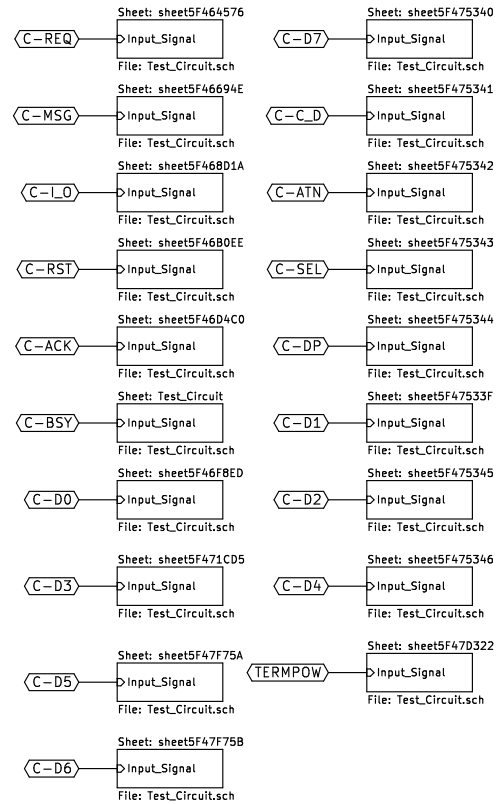 Sheet: sheet5F464576
C-REQ
Input_Signal
File: Test_Circuit.sch
Sheet: sheet5F46694E
C-MSG
Input_Signal
File: Test_Circuit.sch
Sheet: sheet5F468D1A
C-I_O
Input_Signal
File: Test_Circuit.sch
Sheet: sheet5F46B0EE
C-RST
Input_Signal
File: Test_Circuit.sch
Sheet: sheet5F46D4C0
C-ACK
Input_Signal
File: Test_Circuit.sch
Sheet: Test_Circuit
C-BSY
Input_Signal
File: Test_Circuit.sch
Sheet: sheet5F46F8ED
C-D0
Input_Signal
File: Test_Circuit.sch
Sheet: sheet5F471CD5
C-D3
Input_Signal
File: Test_Circuit.sch
Sheet: sheet5F47F75A
C-D5
Input_Signal
File: Test_Circuit.sch
Sheet: sheet5F47F75B
C-D6
Input_Signal
File: Test_Circuit.sch
Sheet: sheet5F475340
C-D7
Input_Signal
File: Test_Circuit.sch
Sheet: sheet5F475341
C-C_D
Input_Signal
File: Test_Circuit.sch
Sheet: sheet5F475342
C-ATN
Input_Signal
File: Test_Circuit.sch
Sheet: sheet5F475343
C-SEL
Input_Signal
File: Test_Circuit.sch
Sheet: sheet5F475344
C-DP
Input_Signal
File: Test_Circuit.sch
Sheet: sheet5F47533F
C-D1
Input_Signal
File: Test_Circuit.sch
Sheet: sheet5F475345
C-D2
Input_Signal
File: Test_Circuit.sch
Sheet: sheet5F475346
C-D4
Input_Signal
File: Test_Circuit.sch
Sheet: sheet5F47D322
TERMPOW
Input_Signal
File: Test_Circuit.sch